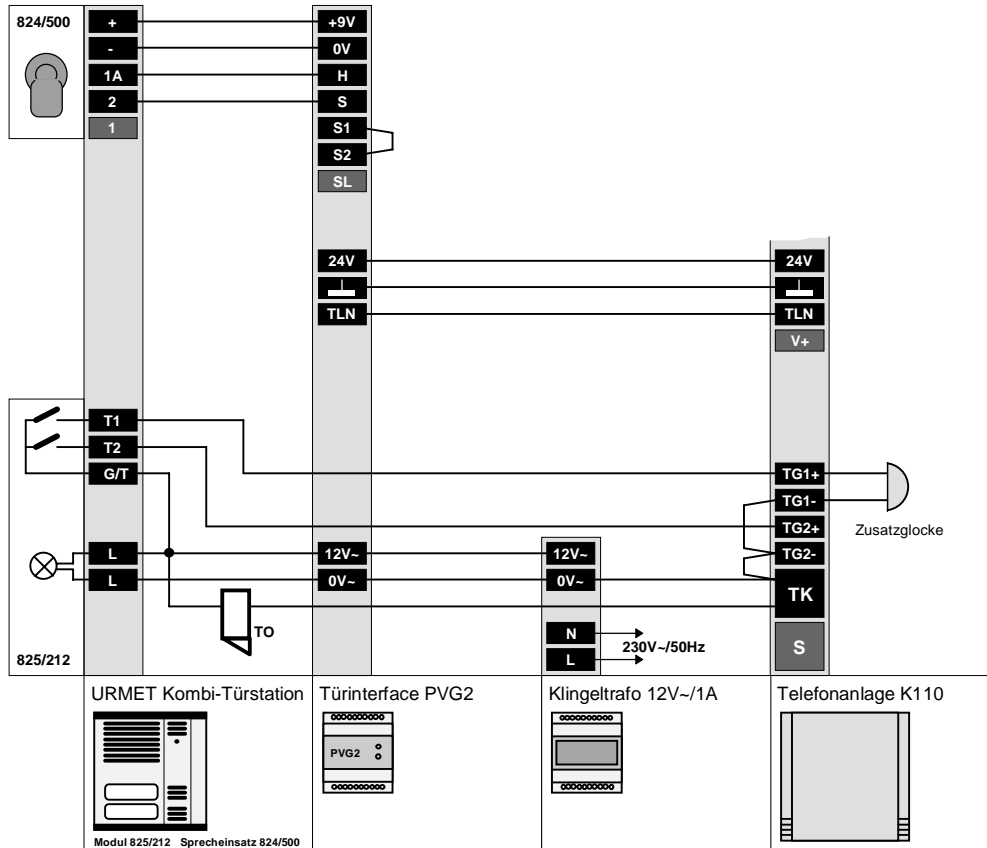 824/500
+
-
1A
2
1
+9V
0V
H
S
S1
S2
SL
24V
TLN
24V
TLN
V+
T1
T2
G/T
L
L
12V~
0V~
12V~
0V~
N
L
230V~/50Hz
TG1+
TG1-
TG2+
TG2-
TK
S
Zusatzglocke
TO
825/212
URMET Kombi-Türstation
Türinterface PVG2
Klingeltrafo 12V~/1A
Telefonanlage K110
PVG2
Modul 825/212 Sprecheinsatz 824/500